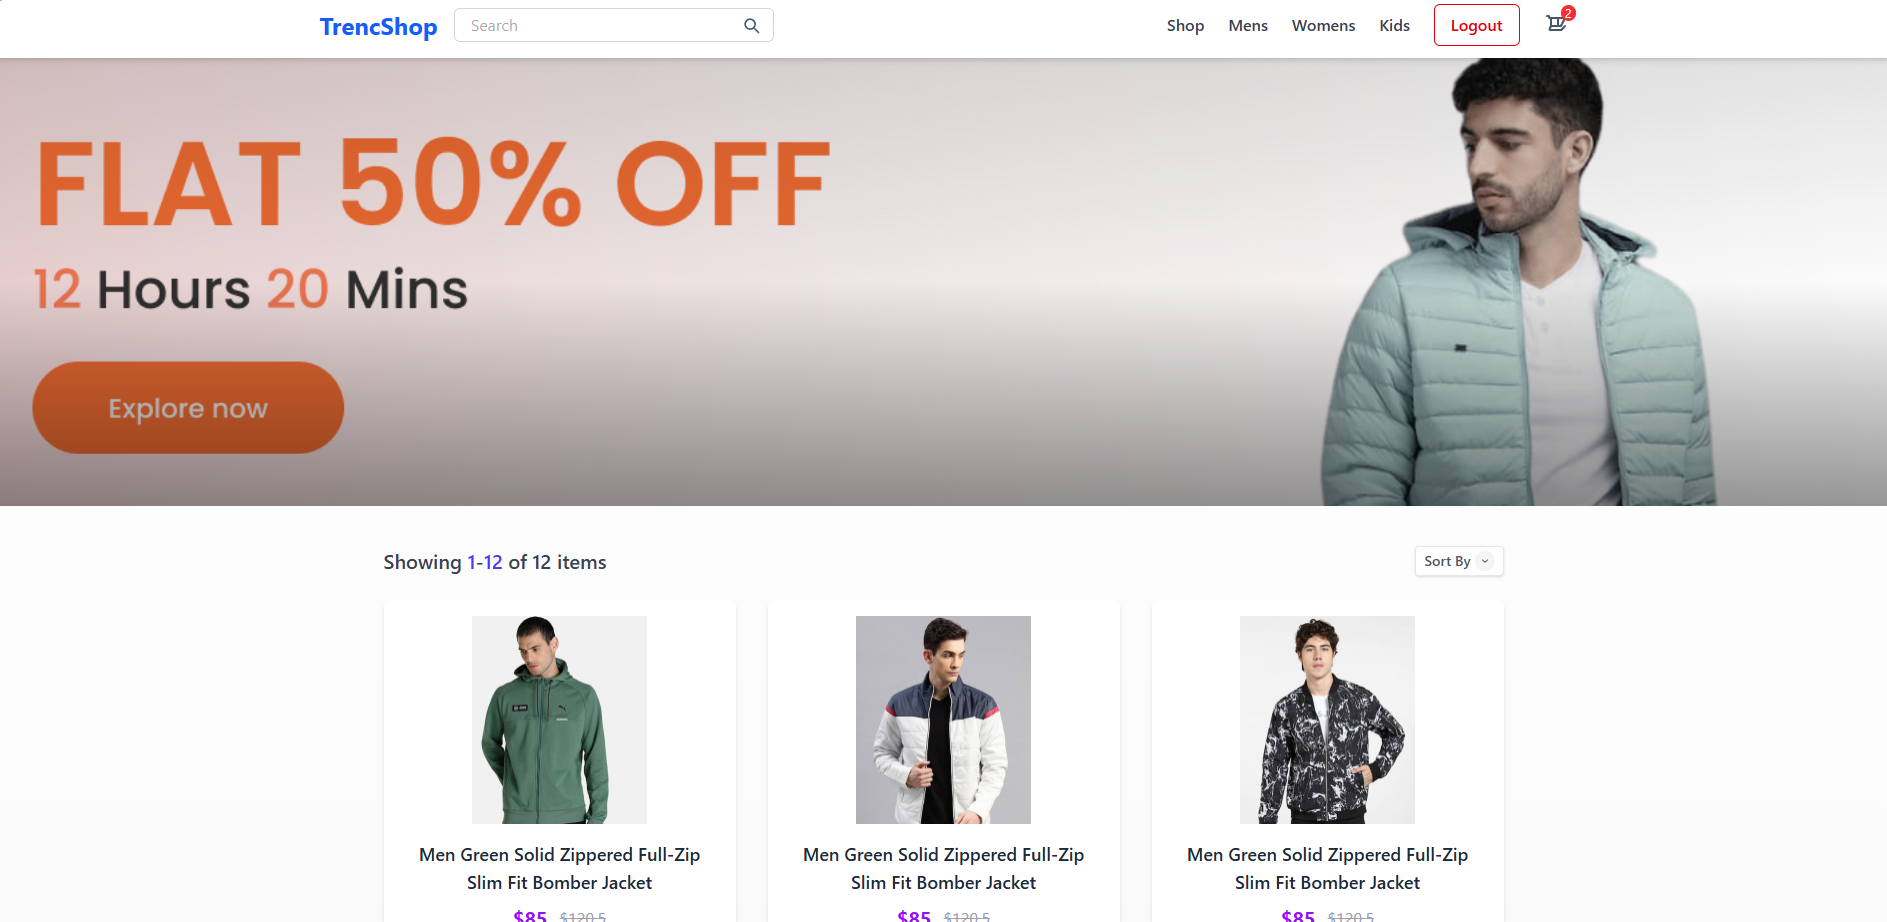 TrencShop Search Shop Mens Womens Kids Logout 2
FLAT 50% OFF
12 Hours 20 Mins
Explore now
Showing 1-12 of 12 items
Sort By
Men Green Solid Zippered Full-Zip
Slim Fit Bomber Jacket
$85 $120.5
Men Green Solid Zippered Full-Zip
Slim Fit Bomber Jacket
$85 $120.5
Men Green Solid Zippered Full-Zip
Slim Fit Bomber Jacket
$85 $120.5